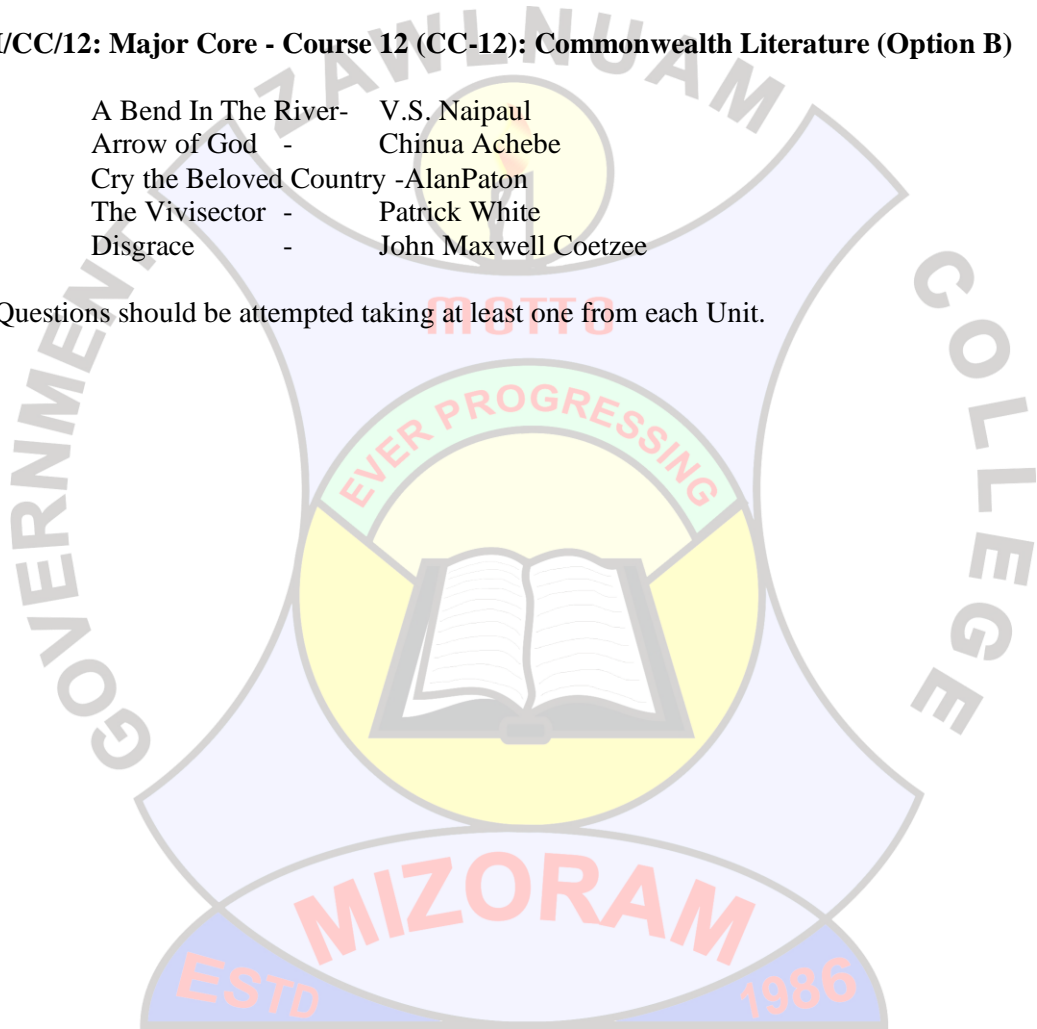 I/CC/12: Major Core - Course 12 (CC-12): Commonwealth Literature (Option B)
A Bend In The River- V.S. Naipaul
Arrow of God - Chinua Achebe
Cry the Beloved Country -AlanPaton
The Vivisector - Patrick White
Disgrace - John Maxwell Coetzee
Questions should be attempted taking at least one from each Unit.
GOVERNMENT ZAWLNUAM COLLEGE
MOTTO
EVER PROGRESSING
MIZORAM
ESTD 1986